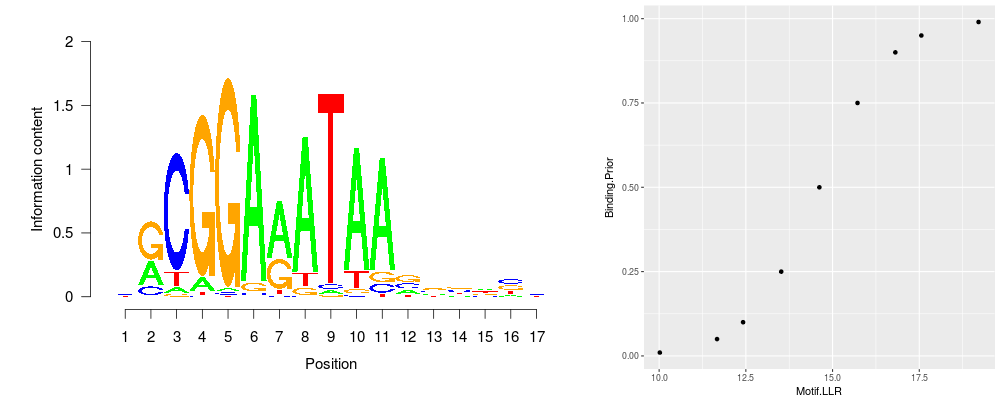 2
1.5
1
0.5
0
Information content
1 2 3 4 5 6 7 8 9 10 11 12 13 14 15 16 17
Position
G
A
C
T
G
A
G
A
G
A
G
A
T
T
A
T
A
G
1.00
0.75
0.50
0.25
0.00
Binding.Prior
10.0 12.5 15.0 17.5
Motif.LLR